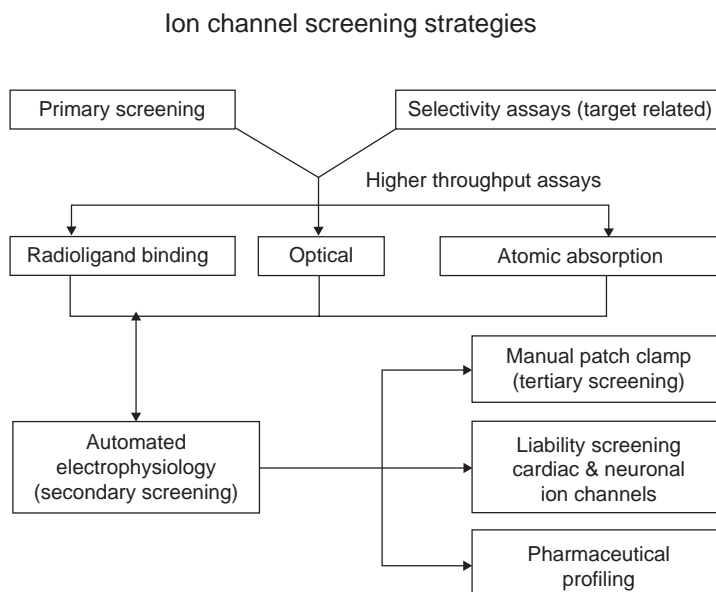 Ion channel screening strategies
Primary screening
Selectivity assays (target related)
Higher throughput assays
Radioligand binding
Optical
Atomic absorption
Manual patch clamp
(tertiary screening)
Automated
electrophysiology
(secondary screening)
Liability screening
cardiac & neuronal
ion channels
Pharmaceutical
profiling